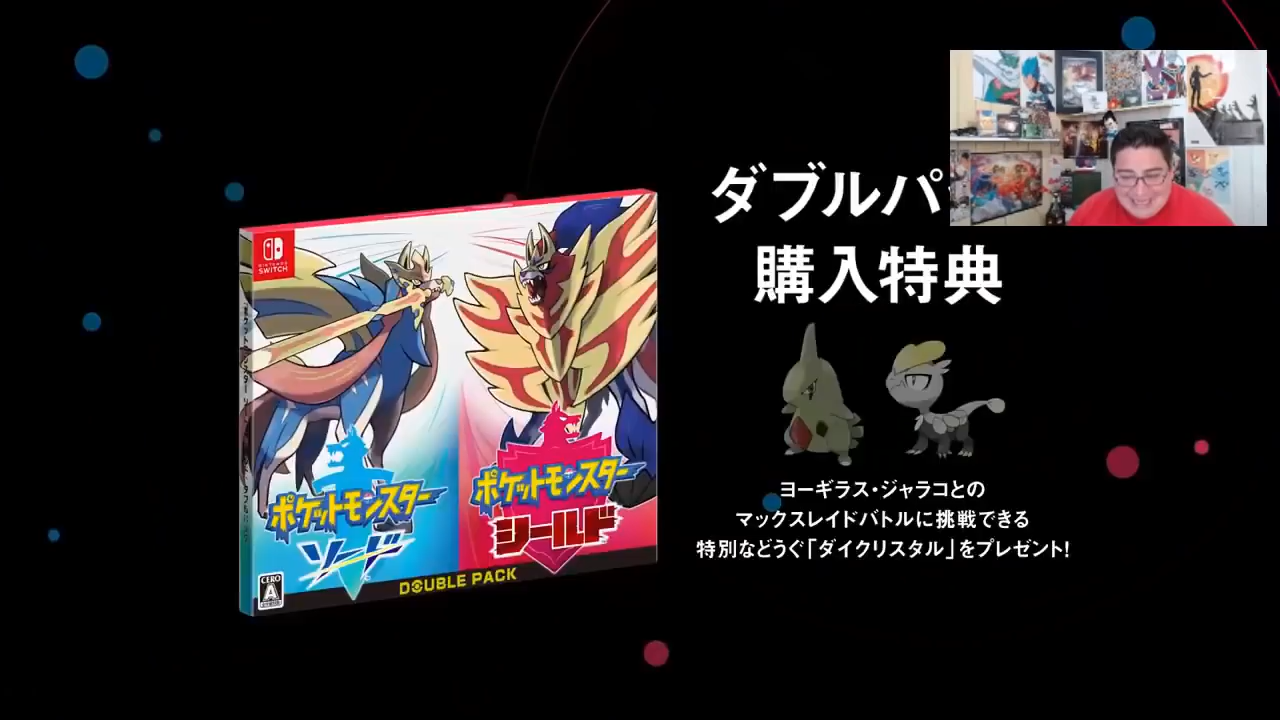 ダブルパ
購入特典
NINTENDO
SWITCH
ポケットモンスター
ソード
ポケットモンスター
シールド
CERO
A
DOUBLE PACK
ヨーギラス・ジャラコとの
マックスレイドバトルに挑戦できる
特別などうぐ「ダイクリスタル」をプレゼント!